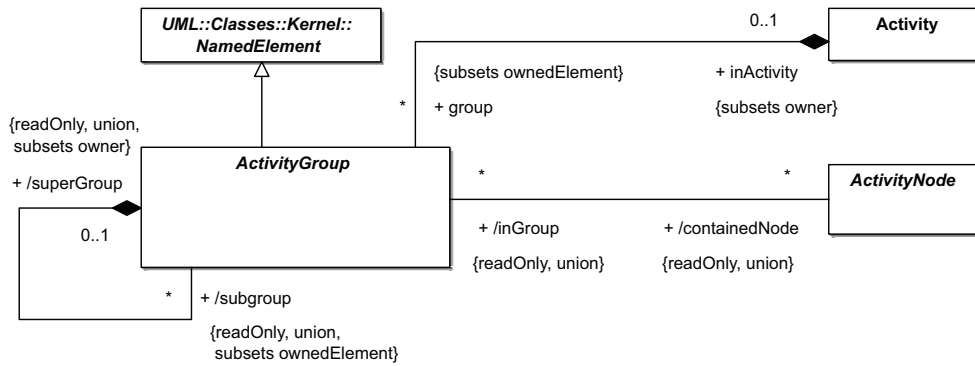 UML::Classes::Kernel::
NamedElement
0..1
Activity
{subsets ownedElement}
+ inActivity
*
+ group
{subsets owner}
{readOnly, union,
subsets owner}
ActivityGroup
+ /superGroup
*
*
ActivityNode
0..1
+ /inGroup
+ /containedNode
{readOnly, union}
{readOnly, union}
*
+ /subgroup
{readOnly, union,
subsets ownedElement}